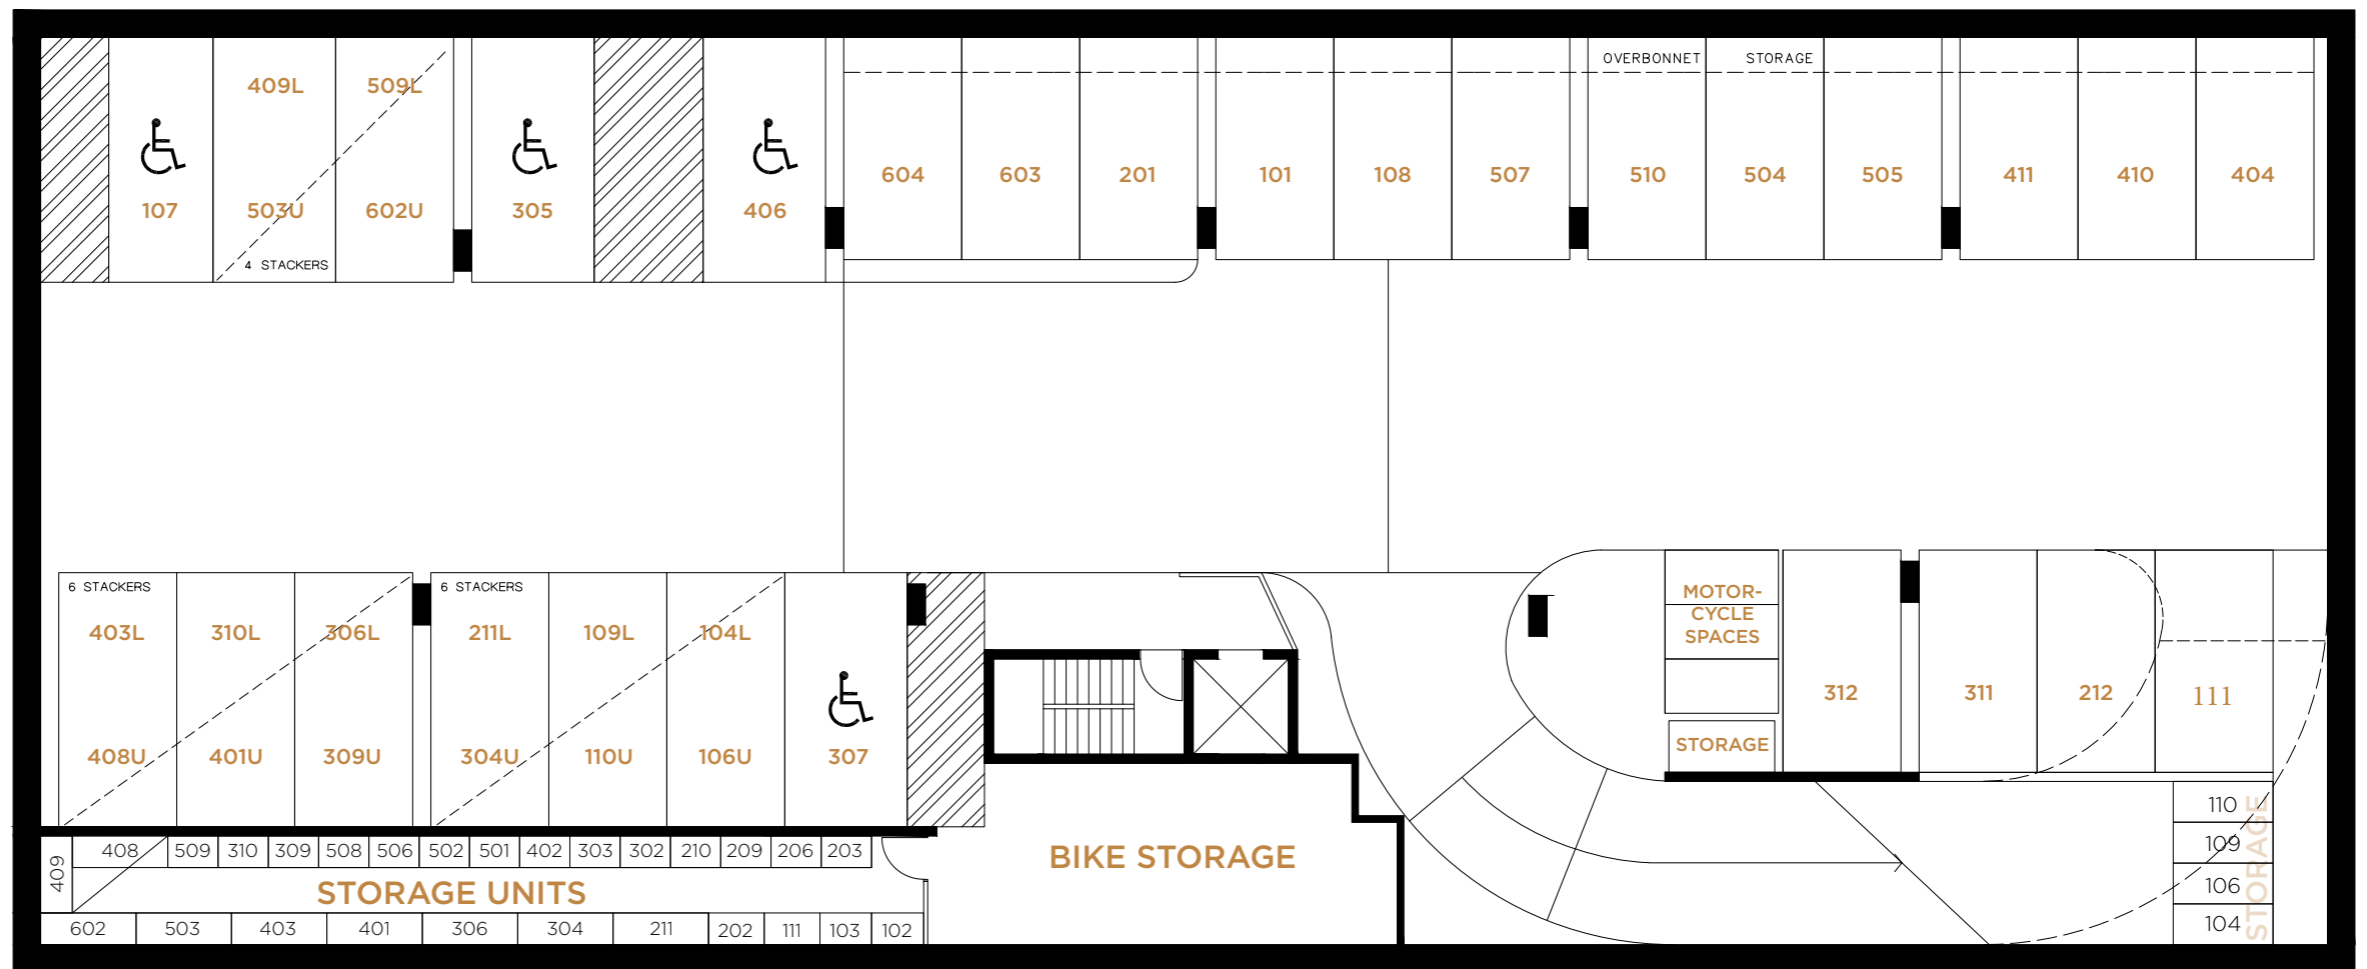 OVERBONNET STORAGE
409L 509L
107 503U 602U 305 406
604 603 201 101 108 507 510 504 505 411 410 404
4 STACKERS
6 STACKERS 6 STACKERS
403L 310L 306L 211L 109L 104L
408U 401U 309U 304U 110U 106U 307
MOTOR-
CYCLE
SPACES
STORAGE
312 311 212 111
409
408 509 310 309 508 506 502 501 402 303 302 210 209 206 203
STORAGE UNITS
602 503 403 401 306 304 211 202 111 103 102
BIKE STORAGE
110
109
106
104
STORAGE